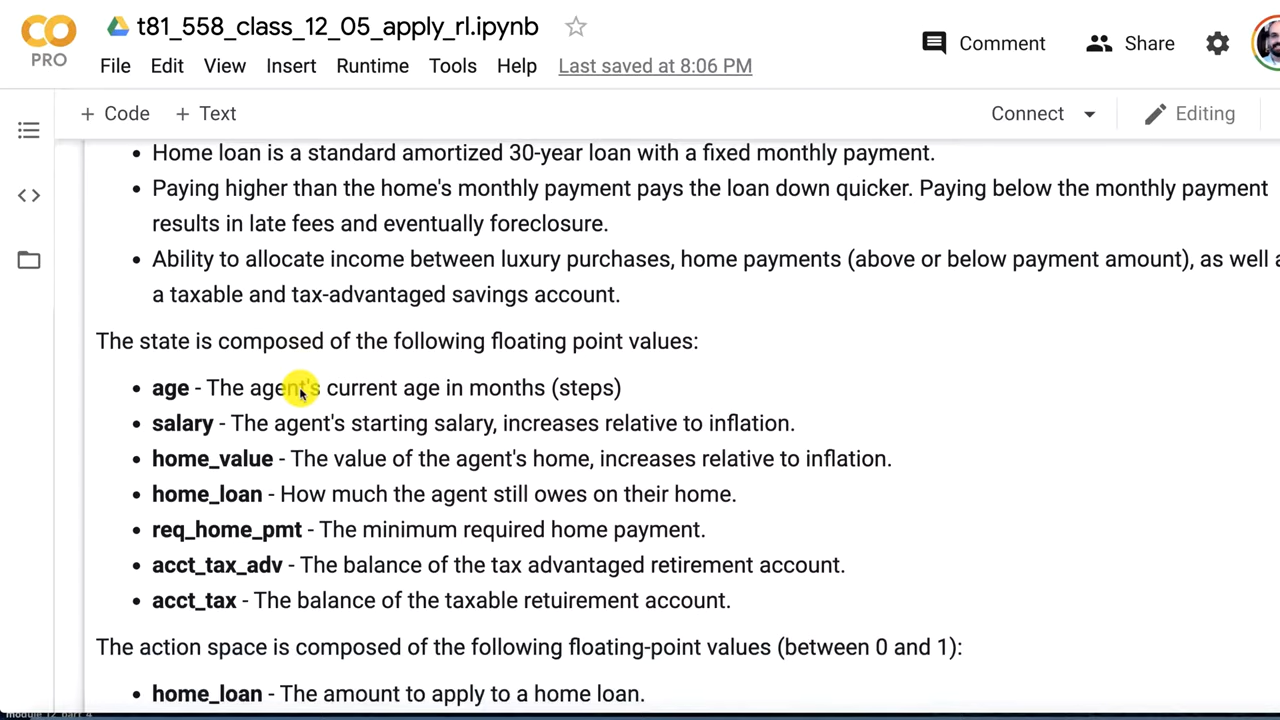 t81_558_class_12_05_apply_rl.ipynb
PRO
File Edit View Insert Runtime Tools Help Last saved at 8:06 PM
Comment Share
+ Code + Text
Connect Editing
• Home loan is a standard amortized 30-year loan with a fixed monthly payment.
• Paying higher than the home's monthly payment pays the loan down quicker. Paying below the monthly payment
results in late fees and eventually foreclosure.
• Ability to allocate income between luxury purchases, home payments (above or below payment amount), as well a
a taxable and tax-advantaged savings account.
The state is composed of the following floating point values:
• age - The agent's current age in months (steps)
• salary - The agent's starting salary, increases relative to inflation.
• home_value - The value of the agent's home, increases relative to inflation.
• home_loan - How much the agent still owes on their home.
• req_home_pmt - The minimum required home payment.
• acct_tax_adv - The balance of the tax advantaged retirement account.
• acct_tax - The balance of the taxable retuirement account.
The action space is composed of the following floating-point values (between 0 and 1):
• home_loan - The amount to apply to a home loan.